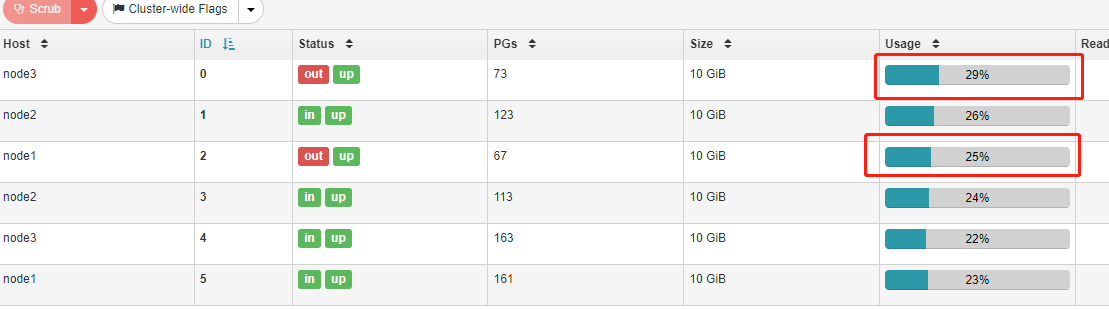 Scrub Cluster-wide Flags
Host ID Status PGs Size Usage Read
node3 0 out up 73 10 GiB 29%
node2 1 in up 123 10 GiB 26%
node1 2 out up 67 10 GiB 25%
node2 3 in up 113 10 GiB 24%
node3 4 in up 163 10 GiB 22%
node1 5 in up 161 10 GiB 23%